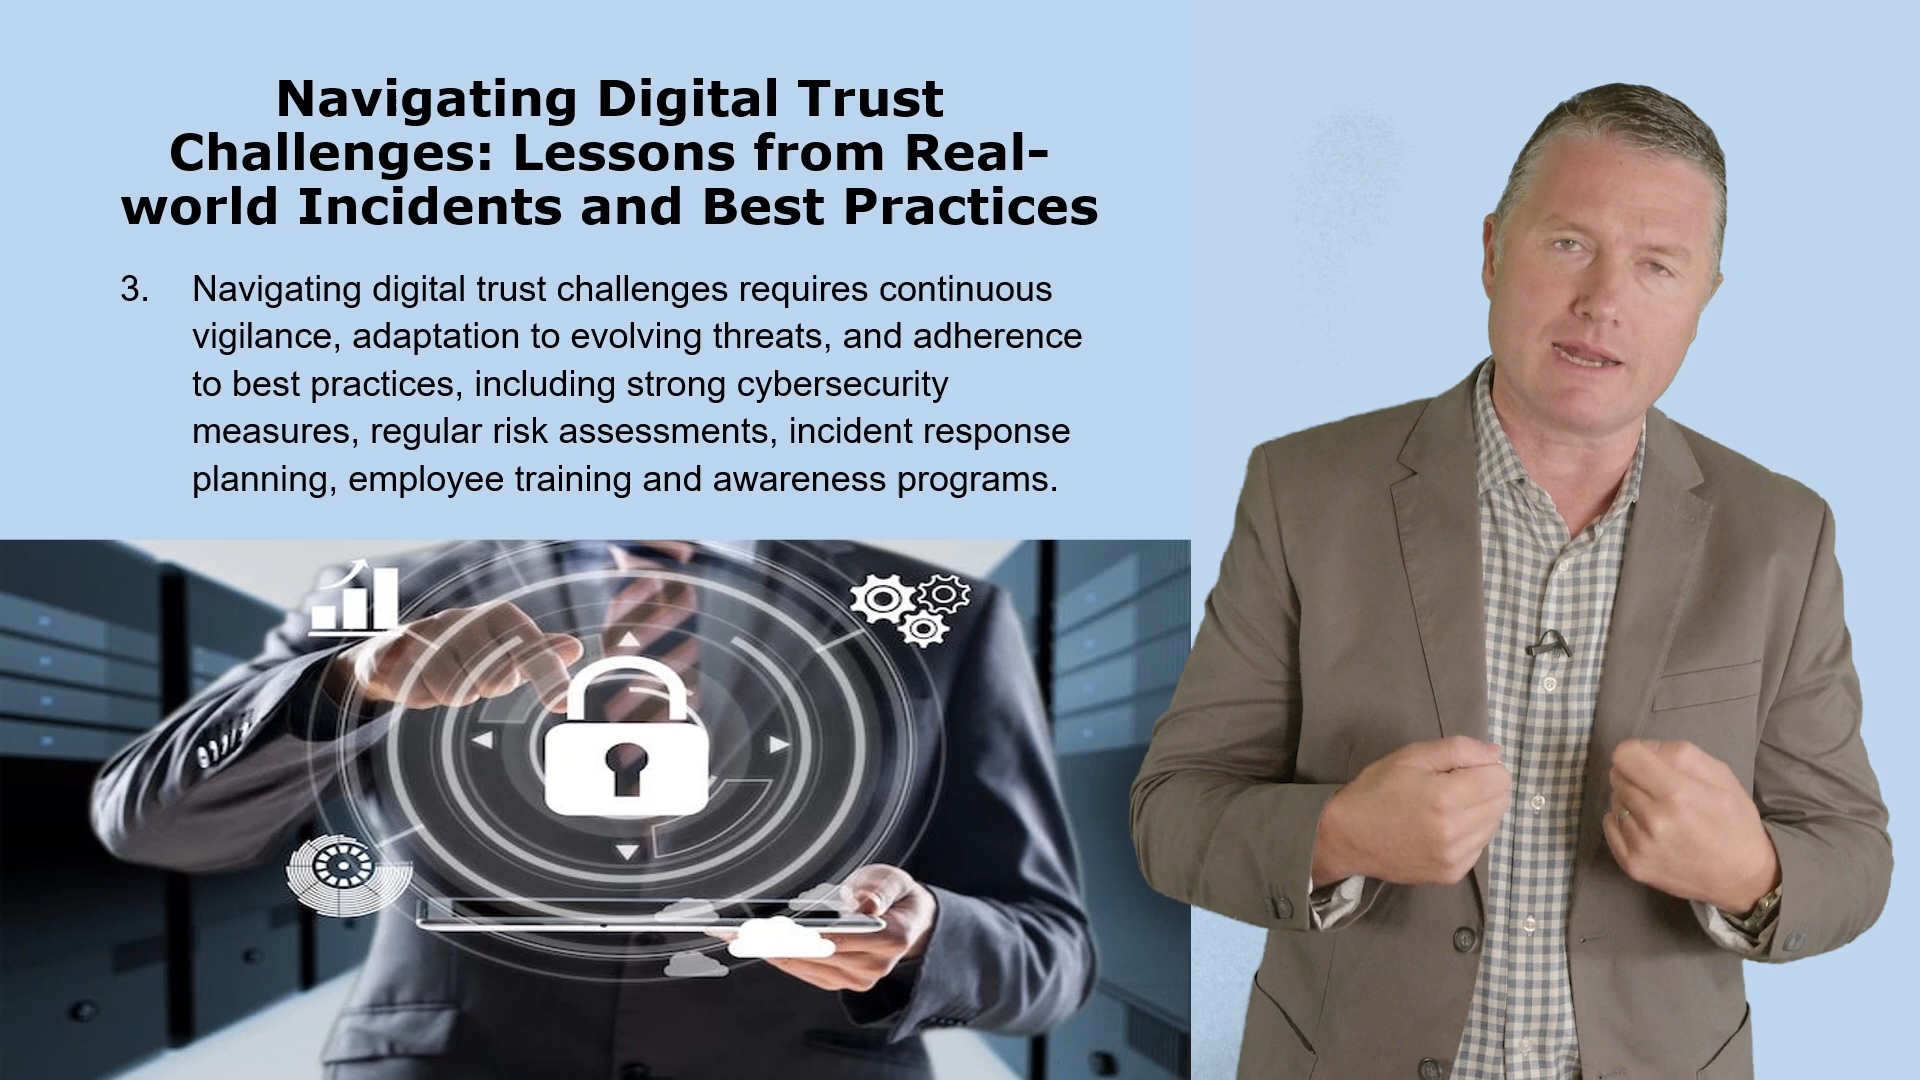 Navigating Digital Trust
Challenges: Lessons from Real-
world Incidents and Best Practices
3. Navigating digital trust challenges requires continuous
vigilance, adaptation to evolving threats, and adherence
to best practices, including strong cybersecurity
measures, regular risk assessments, incident response
planning, employee training and awareness programs.